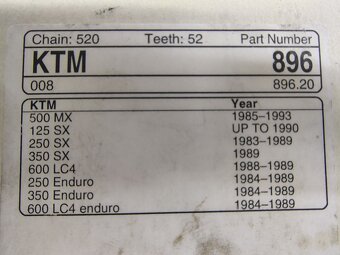 Chain: 520 Teeth: 52 Part Number
KTM 896
008 896.20
KTM Year
500 MX 1985–1993
125 SX UP TO 1990
250 SX 1983–1989
350 SX 1989
600 LC4 1988–1989
250 Enduro 1984–1989
350 Enduro 1984–1989
600 LC4 enduro 1984–1989